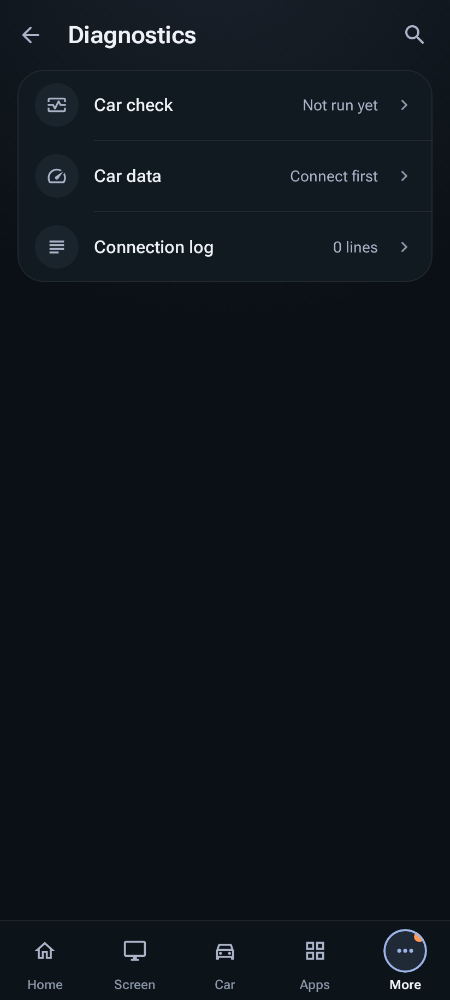 Diagnostics
Car check Not run yet
Car data Connect first
Connection log 0 lines
Home Screen Car Apps More